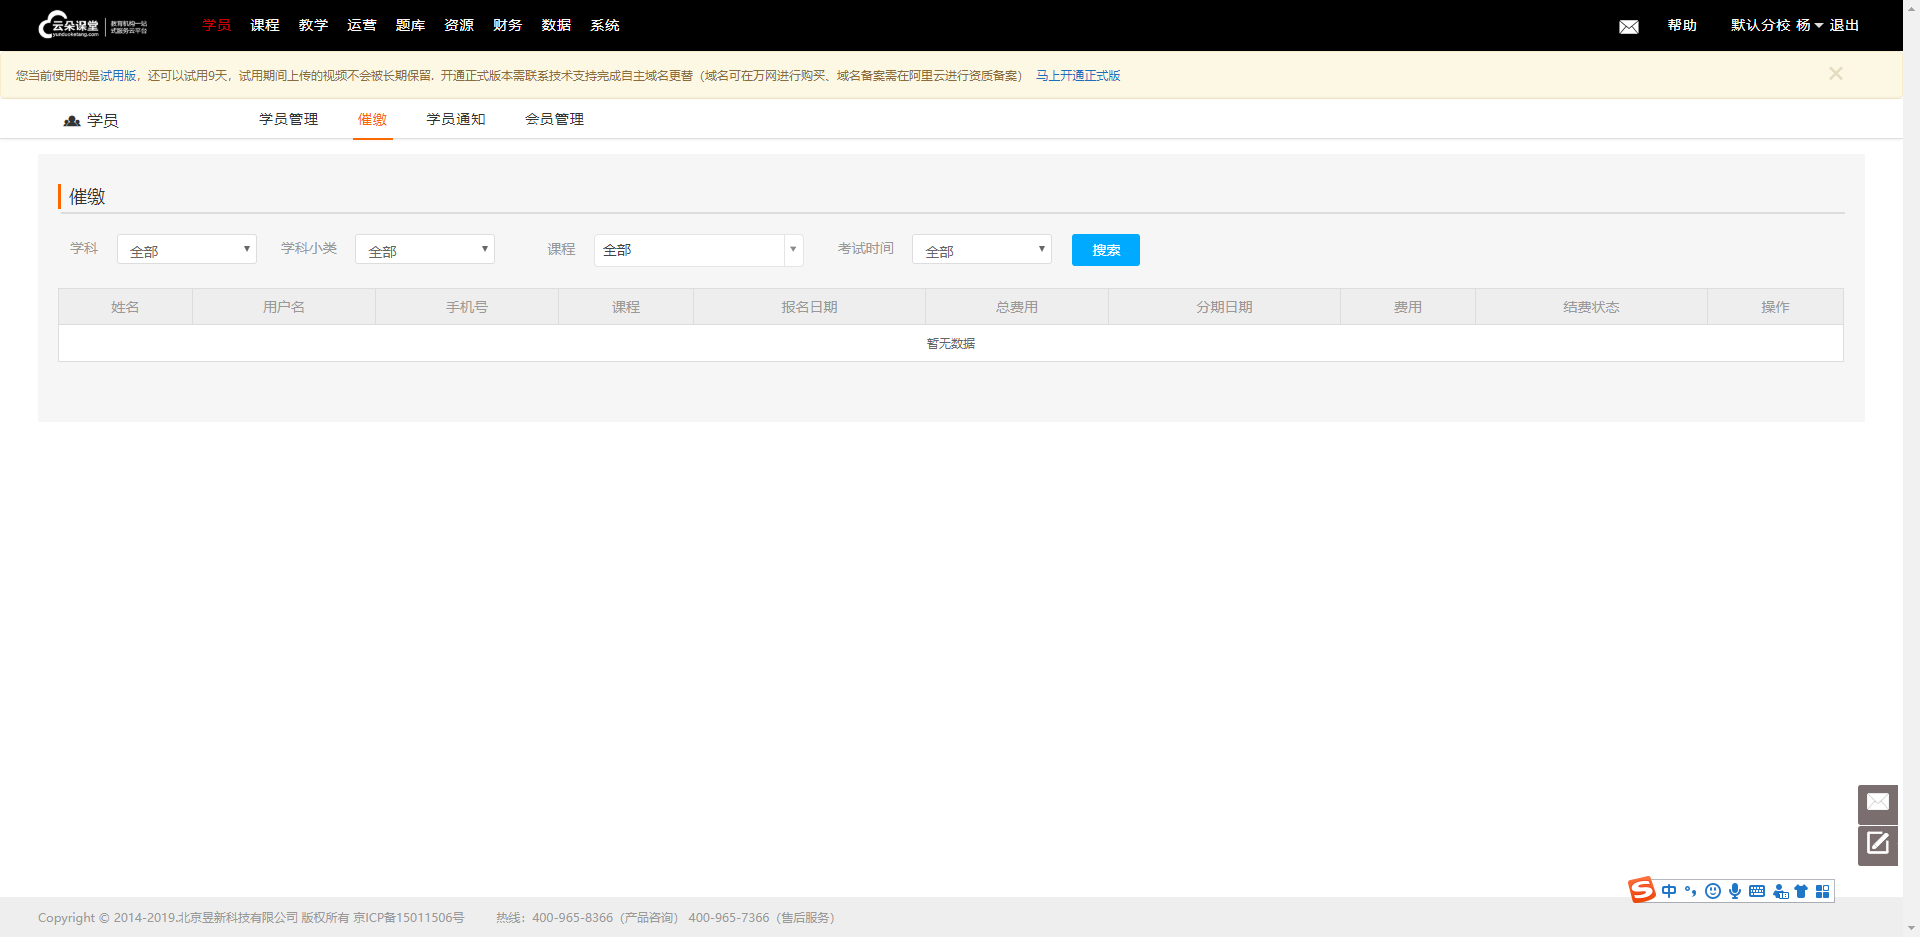 云朵课堂 教育机构一站
yunduoketang.com 式服务云平台
学员 课程 教学 运营 题库 资源 财务 数据 系统 帮助 默认分校 杨 退出
您当前使用的是试用版，还可以试用9天，试用期间上传的视频不会被长期保留. 开通正式版本需联系技术支持完成自主域名更替（域名可在万网进行购买、域名备案需在阿里云进行资质备案） 马上开通正式版
学员 学员管理 催缴 学员通知 会员管理
催缴
学科 全部 学科小类 全部 课程 全部 考试时间 全部 搜索
姓名 用户名 手机号 课程 报名日期 总费用 分期日期 费用 结费状态 操作
暂无数据
中
Copyright © 2014-2019.北京昱新科技有限公司 版权所有 京ICP备15011506号 热线：400-965-8366（产品咨询） 400-965-7366（售后服务）